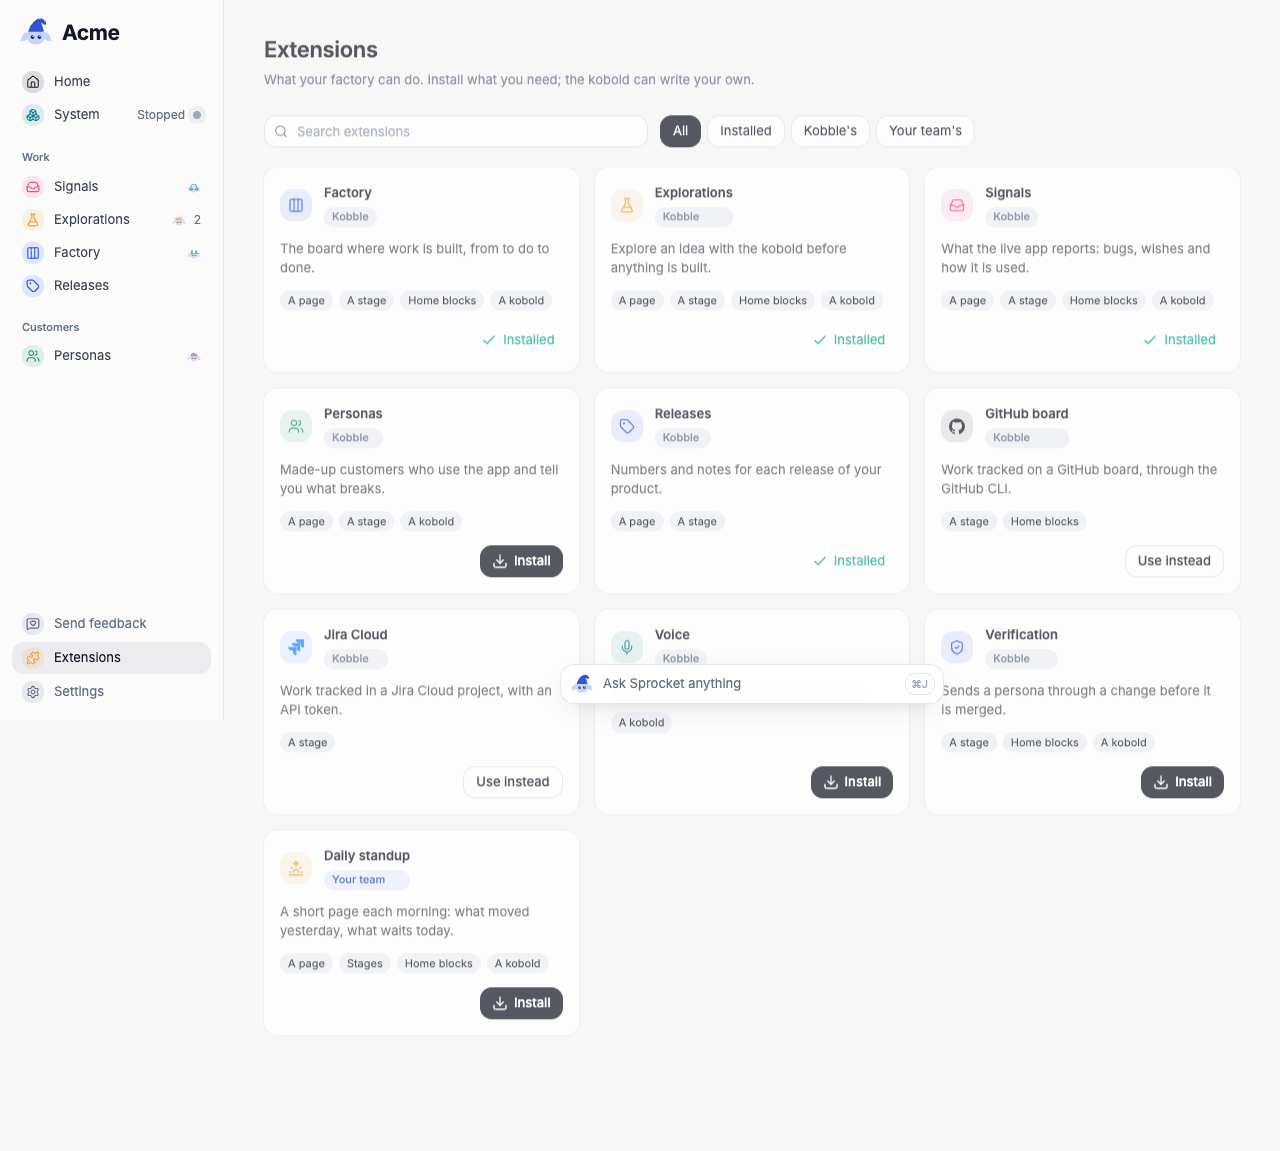 Acme
Home
System Stopped
Work
Signals
Explorations 2
Factory
Releases
Customers
Personas
Send feedback
Extensions
Settings
Extensions
What your factory can do. Install what you need; the kobold can write your own.
Search extensions All Installed Kobble's Your team's
Factory
Kobble
The board where work is built, from to do to
done.
A page A stage Home blocks A kobold
Installed
Explorations
Kobble
Explore an idea with the kobold before
anything is built.
A page A stage Home blocks A kobold
Installed
Signals
Kobble
What the live app reports: bugs, wishes and
how it is used.
A page A stage Home blocks A kobold
Installed
Personas
Kobble
Made-up customers who use the app and tell
you what breaks.
A page A stage A kobold
Install
Releases
Kobble
Numbers and notes for each release of your
product.
A page A stage
Installed
GitHub board
Kobble
Work tracked on a GitHub board, through the
GitHub CLI.
A stage Home blocks
Use instead
Jira Cloud
Kobble
Work tracked in a Jira Cloud project, with an
API token.
A stage
Use instead
Voice
Kobble
Ask Sprocket anything ⌘J
A kobold
Install
Verification
Kobble
Sends a persona through a change before it
is merged.
A stage Home blocks A kobold
Install
Daily standup
Your team
A short page each morning: what moved
yesterday, what waits today.
A page Stages Home blocks A kobold
Install